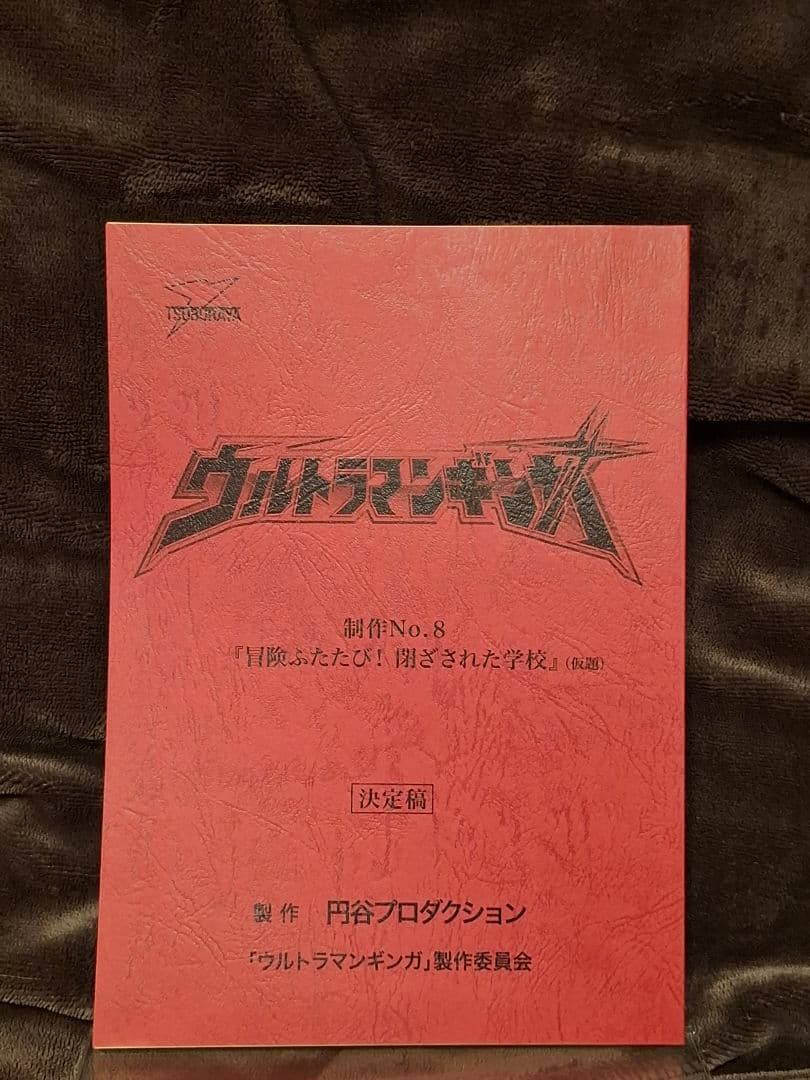 TSUBURAYA
ウルトラマンギンガ
制作No.8
『冒険ふたたび！閉ざされた学校』（仮題）
決定稿
製作 円谷プロダクション
「ウルトラマンギンガ」製作委員会